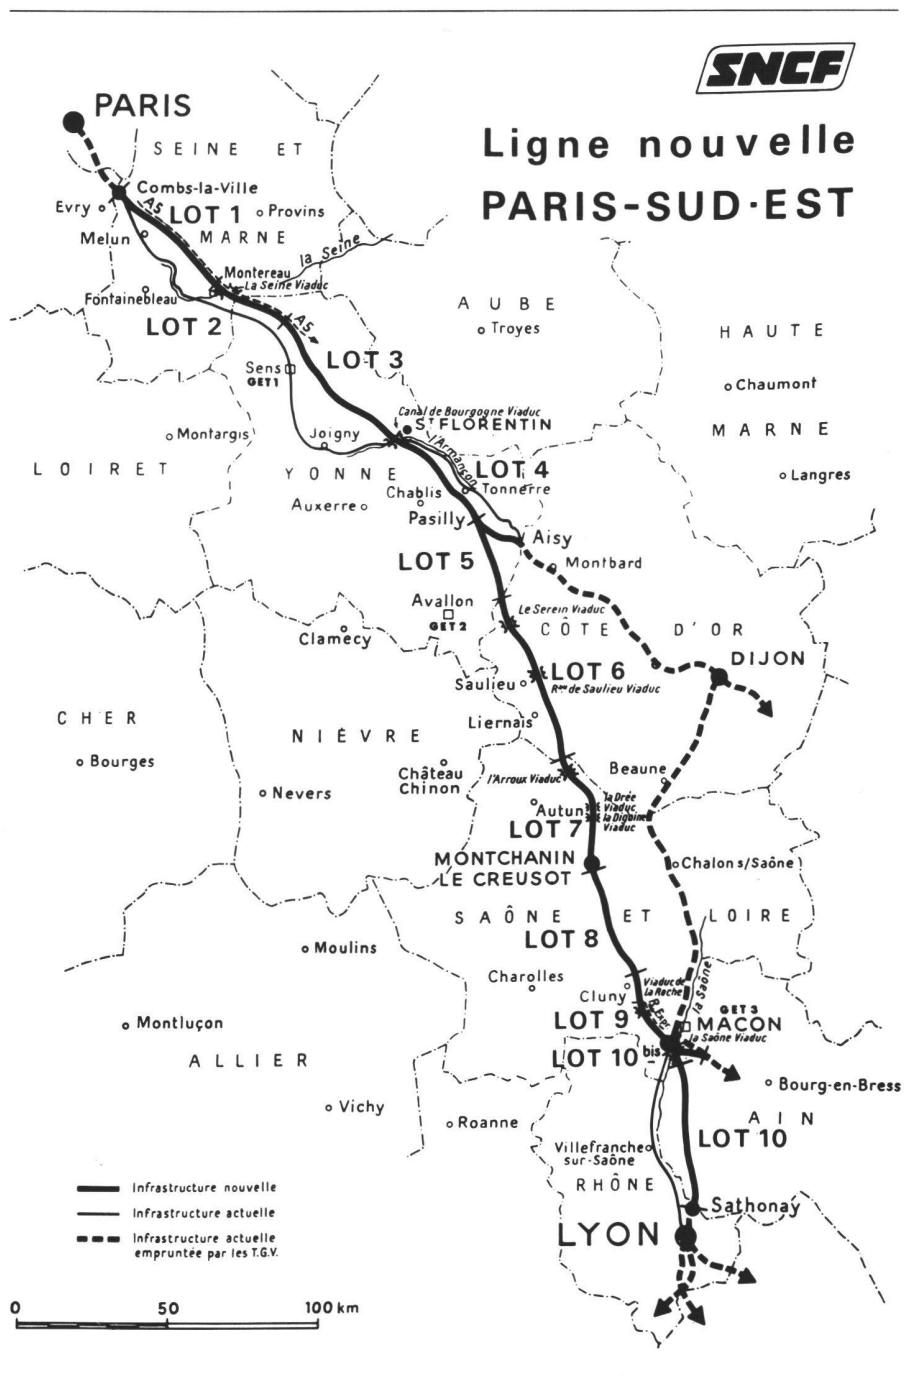 SNCF
Ligne nouvelle
PARIS-SUD·EST
PARIS
SEINE ET
Combs-la-Ville
Evry
A5
LOT 1
Provins
Melun
MARNE
la Seine
Montereau
La Seine Viaduc
Fontainebleau
LOT 2
A5
AUBE
Troyes
HAUTE
LOT 3
Sens
GET1
Chaumont
Canal de Bourgogne Viaduc
ST FLORENTIN
MARNE
Montargis
Joigny
l'Armançon
LOIRET
YONNE
LOT 4
Langres
Chablis
Tonnerre
Auxerre
Pasilly
Aisy
LOT 5
Montbard
Avallon
GET2
Le Serein Viaduc
Clamecy
CÔTE D'OR
DIJON
LOT 6
Saulieu
Rau de Saulieu Viaduc
CHER
Liernais
NIÈVRE
Bourges
Château
Chinon
l'Arroux Viaduc
Beaune
Nevers
Autun
la Drée
Viaduc
la Digoine
Viaduc
LOT 7
MONTCHANIN
LE CREUSOT
Chalon s/Saône
SAÔNE ET LOIRE
LOT 8
Moulins
Charolles
Cluny
Viaduc de
la Roche
R. Expr.
la Saône
GET3
LOT 9
MACON
la Saône Viaduc
Montluçon
ALLIER
LOT 10 bis
Bourg-en-Bress
Vichy
Roanne
AIN
LOT 10
Villefranche
sur-Saône
RHÔNE
Sathonay
LYON
Infrastructure nouvelle
Infrastructure actuelle
Infrastructure actuelle
empruntée par les T.G.V.
0 50 100 km